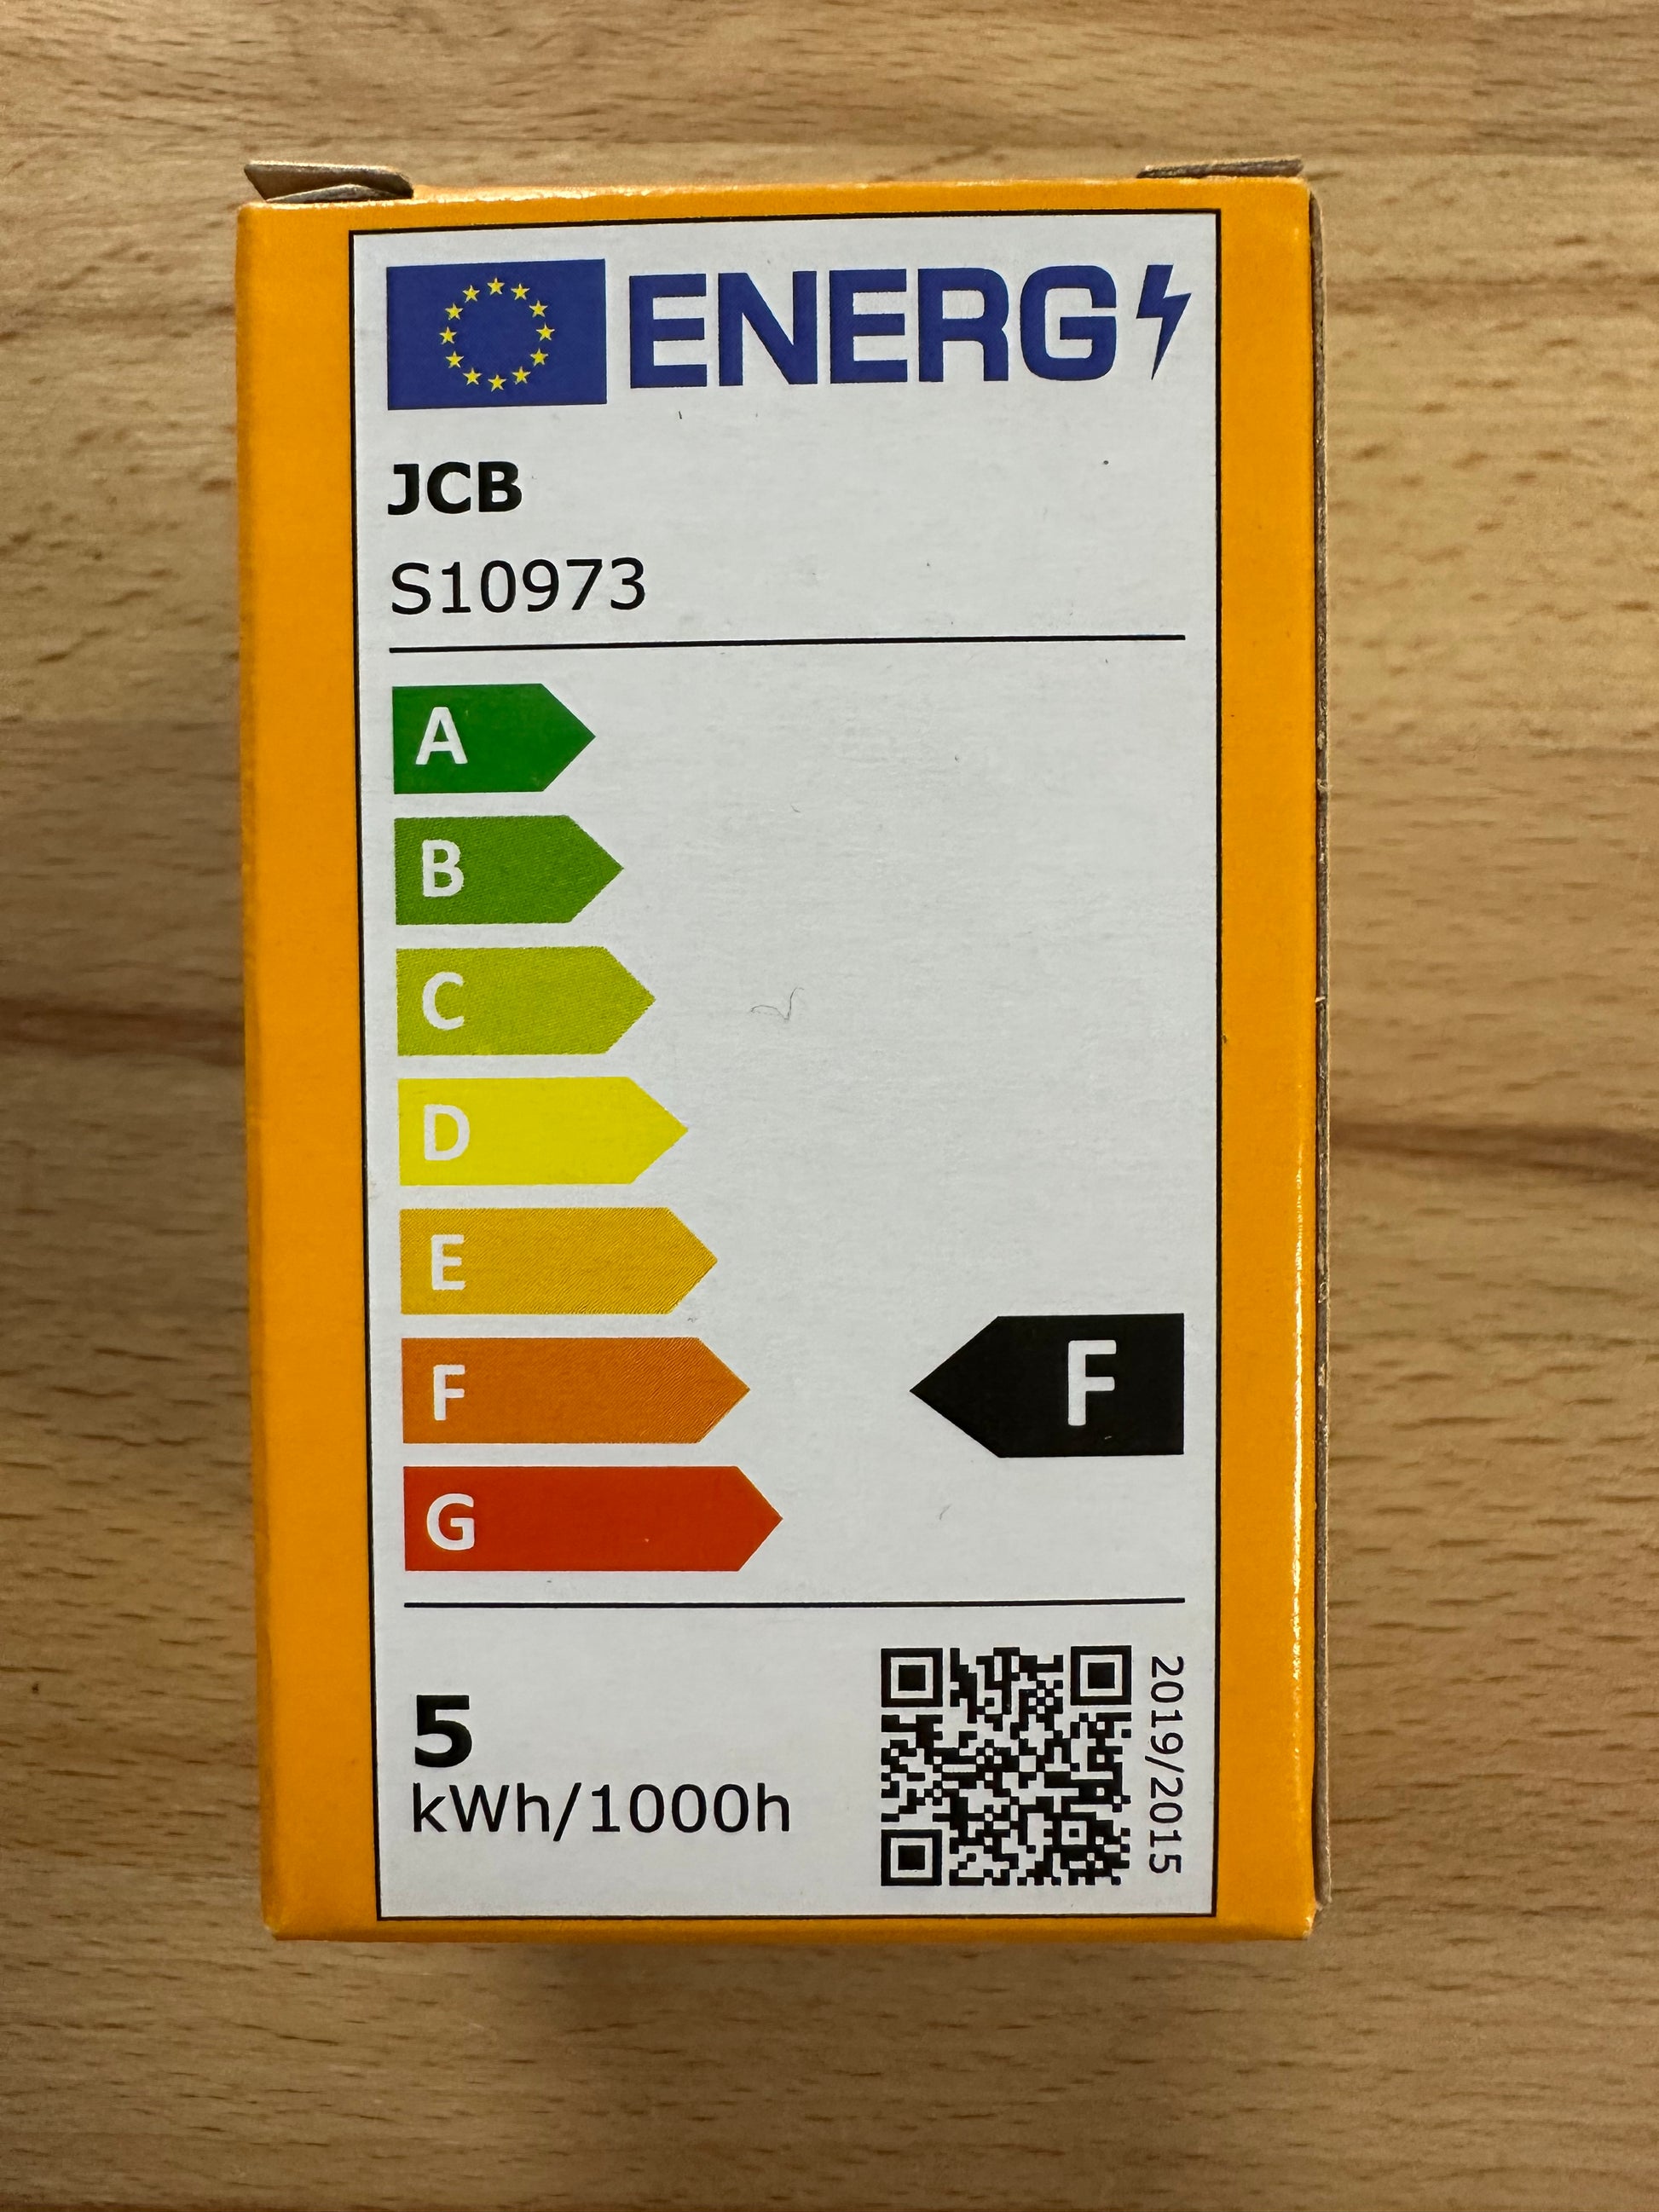 ENERG
JCB
S10973
A
B
C
D
E
F
F
G
5
kWh/1000h
2019/2015